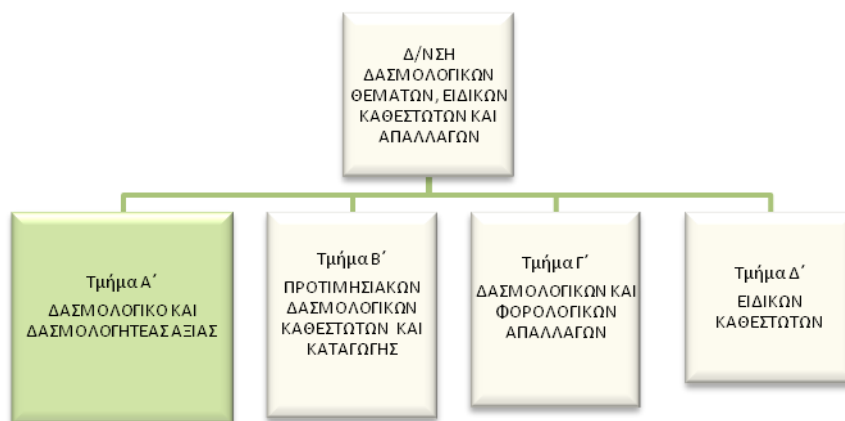 Δ/ΝΣΗ
ΔΑΣΜΟΛΟΓΙΚΩΝ
ΘΕΜΑΤΩΝ, ΕΙΔΙΚΩΝ
ΚΑΘΕΣΤΩΤΩΝ ΚΑΙ
ΑΠΑΛΛΑΓΩΝ
Τμήμα Α΄
ΔΑΣΜΟΛΟΓΙΚΟ ΚΑΙ
ΔΑΣΜΟΛΟΓΗΤΕΑΣ ΑΞΙΑΣ
Τμήμα Β΄
ΠΡΟΤΙΜΗΣΙΑΚΩΝ
ΔΑΣΜΟΛΟΓΙΚΩΝ
ΚΑΘΕΣΤΩΤΩΝ ΚΑΙ
ΚΑΤΑΓΩΓΗΣ
Τμήμα Γ΄
ΔΑΣΜΟΛΟΓΙΚΩΝ ΚΑΙ
ΦΟΡΟΛΟΓΙΚΩΝ
ΑΠΑΛΛΑΓΩΝ
Τμήμα Δ΄
ΕΙΔΙΚΩΝ
ΚΑΘΕΣΤΩΤΩΝ